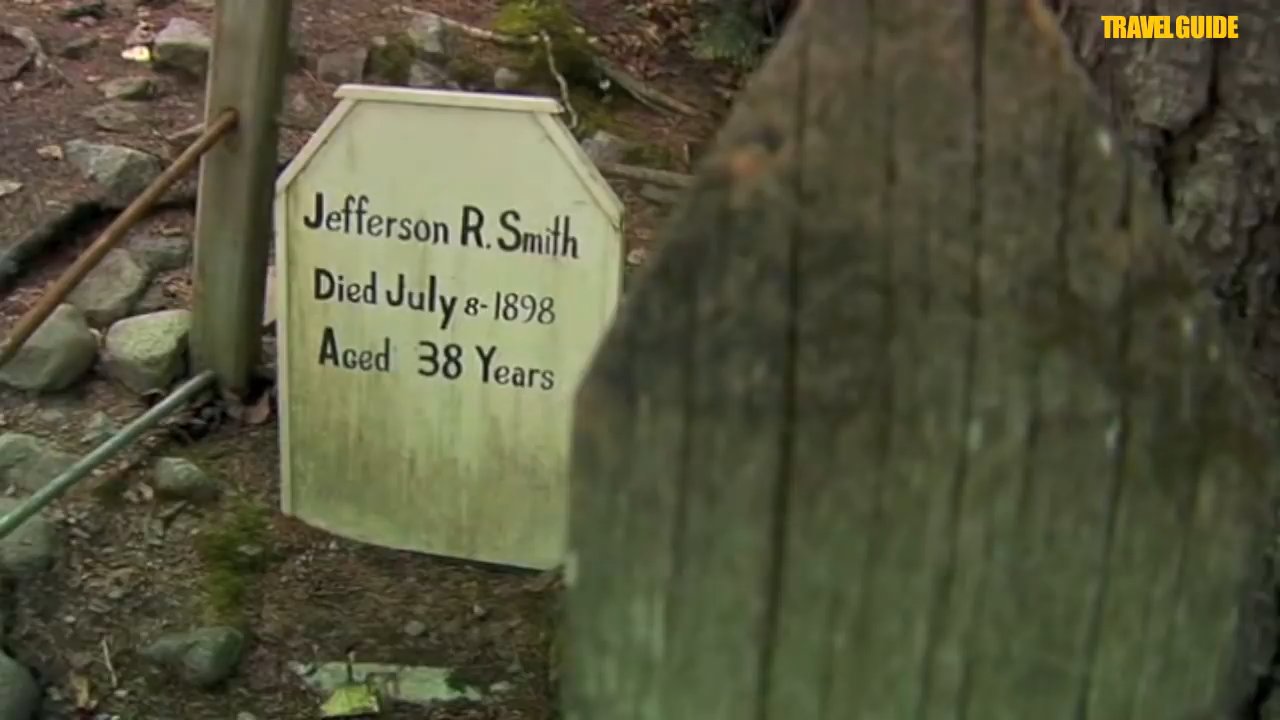 TRAVEL GUIDE
Jefferson R. Smith
Died July 8-1898
Aged 38 Years